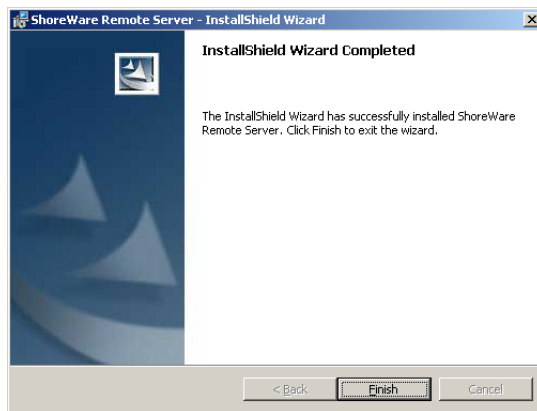 ShoreWare Remote Server - InstallShield Wizard
InstallShield Wizard Completed
The InstallShield Wizard has successfully installed ShoreWare
Remote Server. Click Finish to exit the wizard.
< Back
Finish
Cancel